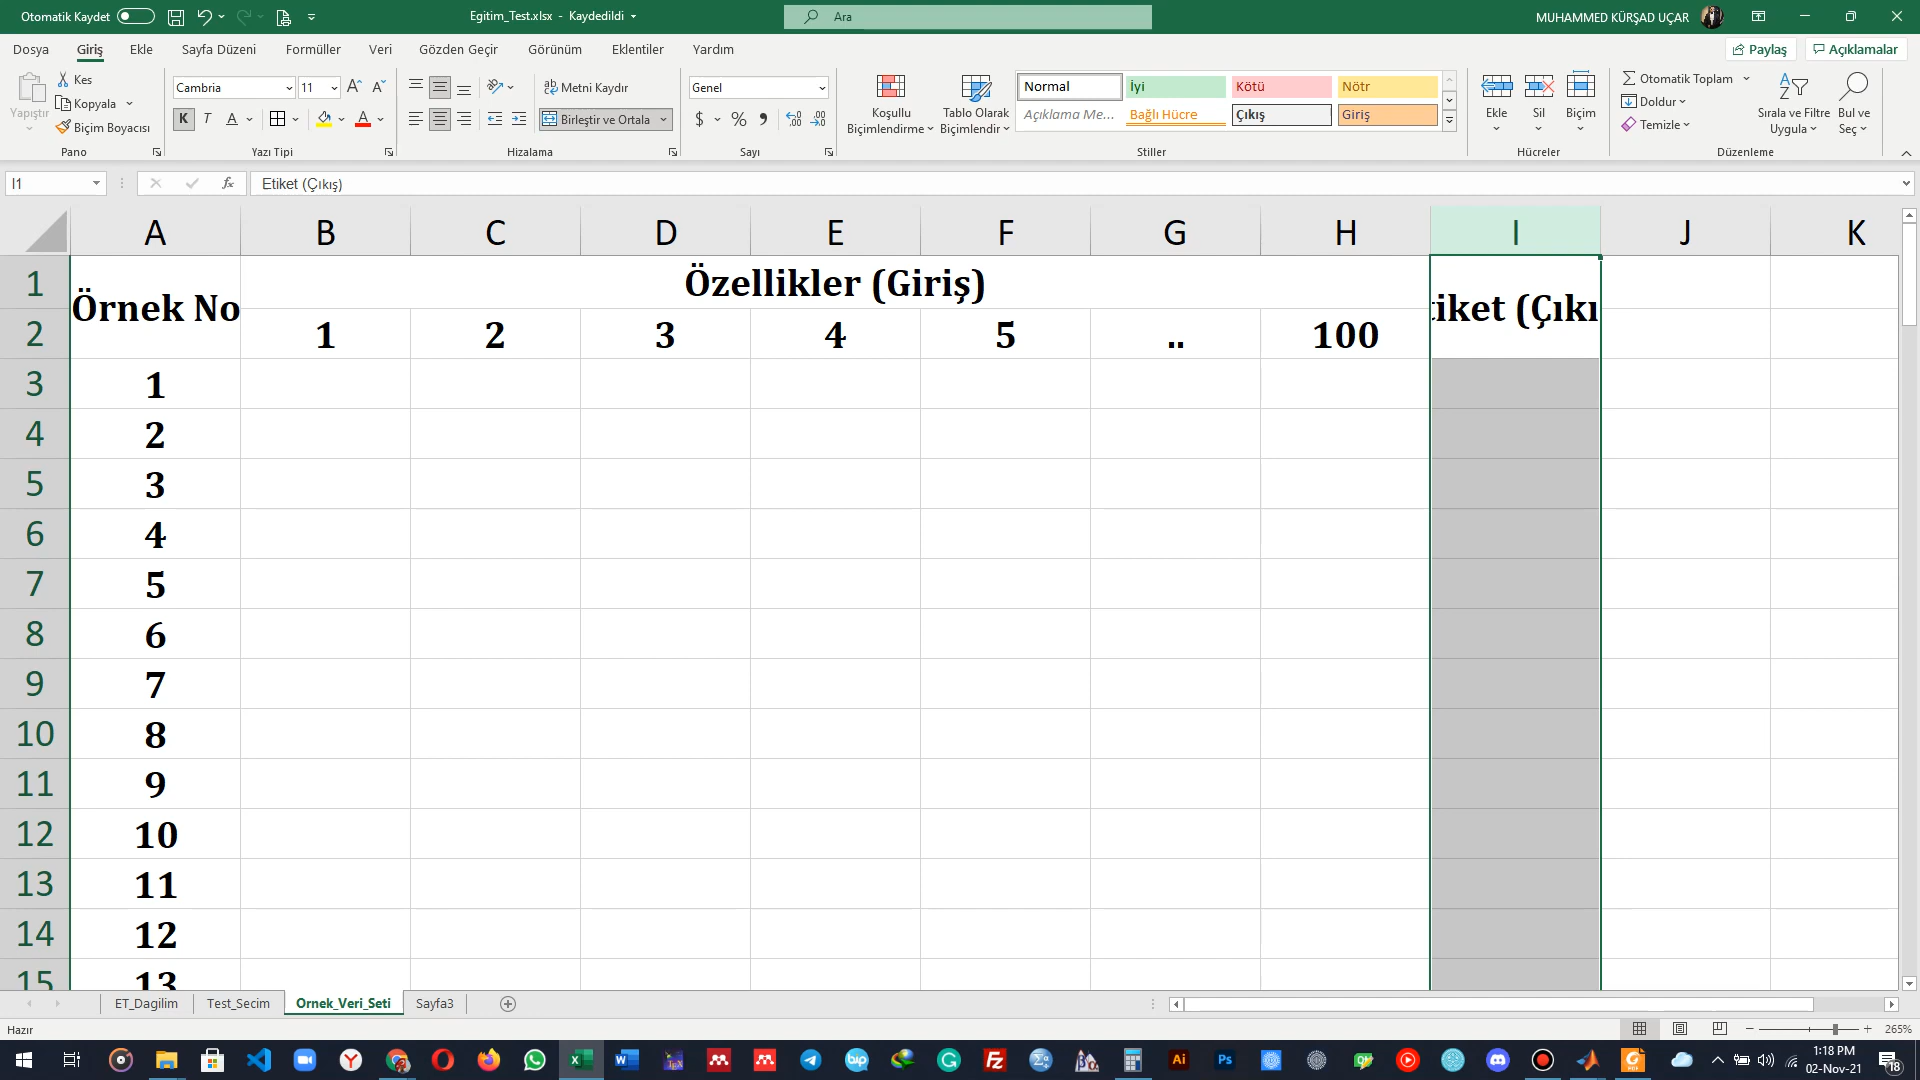 Otomatik Kaydet
Egitim_Test.xlsx - Kaydedildi
Ara
MUHAMMED KÜRŞAD UÇAR
Dosya Giriş Ekle Sayfa Düzeni Formüller Veri Gözden Geçir Görünüm Eklentiler Yardım
Paylaş Açıklamalar
Yapıştır
Kes
Kopyala
Biçim Boyacısı
Pano
Cambria 11
K T A A
Yazı Tipi
Metni Kaydır
Birleştir ve Ortala
Hizalama
Genel
$ %
Sayı
Koşullu Biçimlendirme
Tablo Olarak Biçimlendir
Normal İyi Kötü Nötr
Açıklama Me... Bağlı Hücre Çıkış Giriş
Stiller
Ekle Sil Biçim
Hücreler
Otomatik Toplam
Doldur
Temizle
Sırala ve Filtre Uygula
Bul ve Seç
Düzenleme
I1 fx Etiket (Çıkış)
A B C D E F G H I J K
1 Örnek No Özellikler (Giriş) tiket (Çıkı
2 1 2 3 4 5 .. 100
3 1
4 2
5 3
6 4
7 5
8 6
9 7
10 8
11 9
12 10
13 11
14 12
15 13
ET_Dagilim Test_Secim Ornek_Veri_Seti Sayfa3
Hazır
265%
1:18 PM
02-Nov-21
18